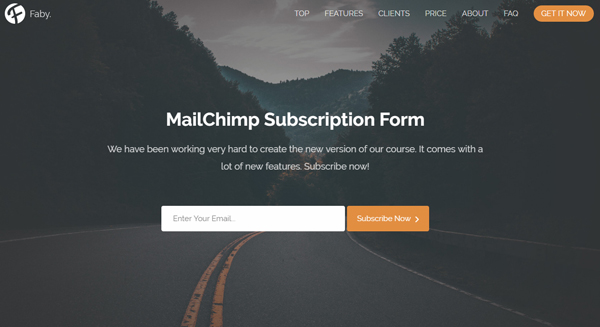 Faby.
TOP FEATURES CLIENTS PRICE ABOUT FAQ GET IT NOW
MailChimp Subscription Form
We have been working very hard to create the new version of our course. It comes with a
lot of new features. Subscribe now!
Enter Your Email...
Subscribe Now